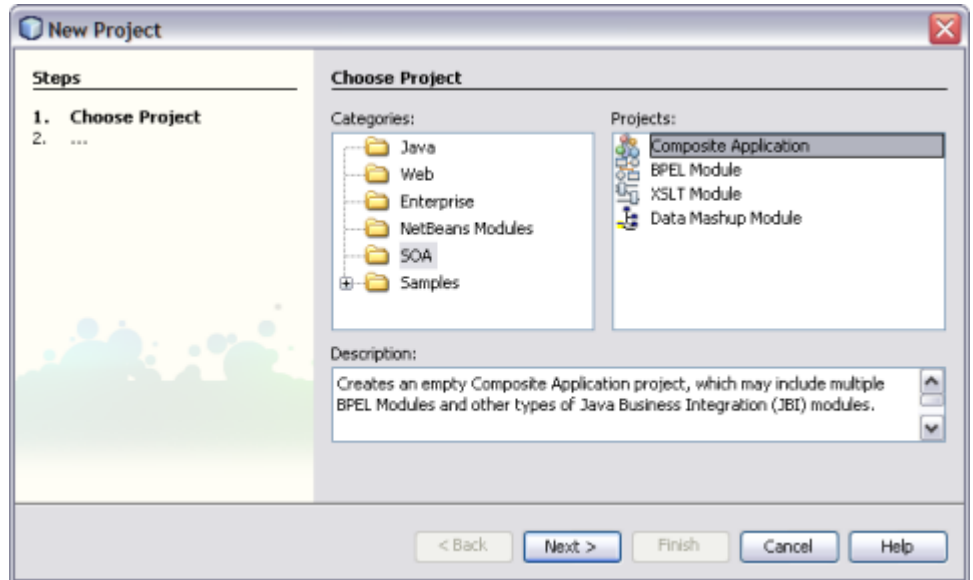 New Project
Steps
1. Choose Project
2. ...
Choose Project
Categories:
Java
Web
Enterprise
NetBeans Modules
SOA
Samples
Projects:
Composite Application
BPEL Module
XSLT Module
Data Mashup Module
Description:
Creates an empty Composite Application project, which may include multiple
BPEL Modules and other types of Java Business Integration (JBI) modules.
< Back
Next >
Finish
Cancel
Help